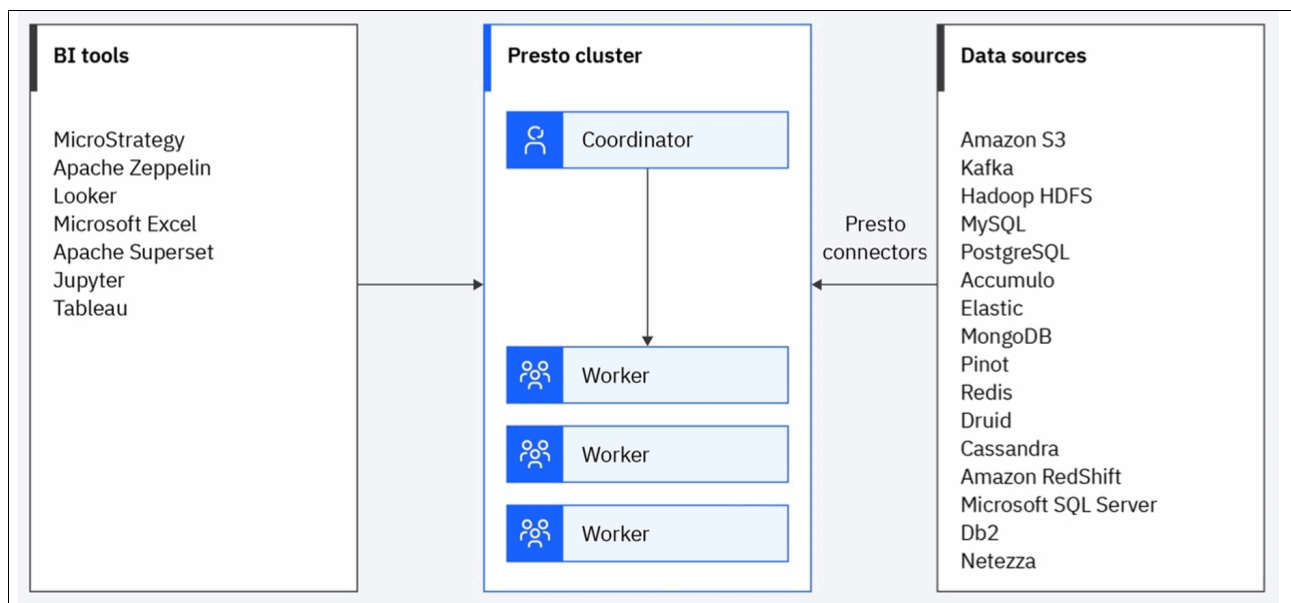 BI tools
MicroStrategy
Apache Zeppelin
Looker
Microsoft Excel
Apache Superset
Jupyter
Tableau
Presto cluster
Coordinator
Worker
Worker
Worker
Presto
connectors
Data sources
Amazon S3
Kafka
Hadoop HDFS
MySQL
PostgreSQL
Accumulo
Elastic
MongoDB
Pinot
Redis
Druid
Cassandra
Amazon RedShift
Microsoft SQL Server
Db2
Netezza